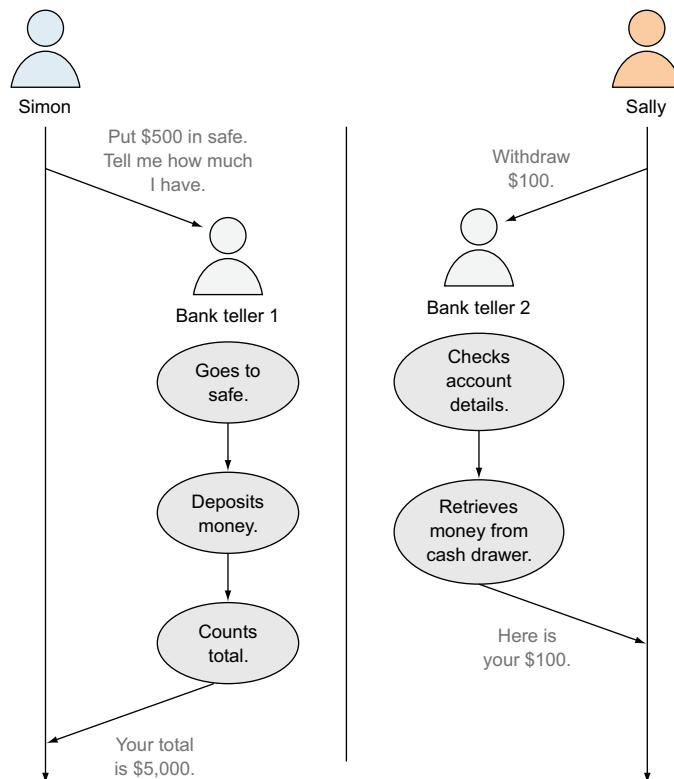 Simon
Put $500 in safe.
Tell me how much
I have.
Bank teller 1
Goes to
safe.
Deposits
money.
Counts
total.
Your total
is $5,000.
Sally
Withdraw
$100.
Bank teller 2
Checks
account
details.
Retrieves
money from
cash drawer.
Here is
your $100.